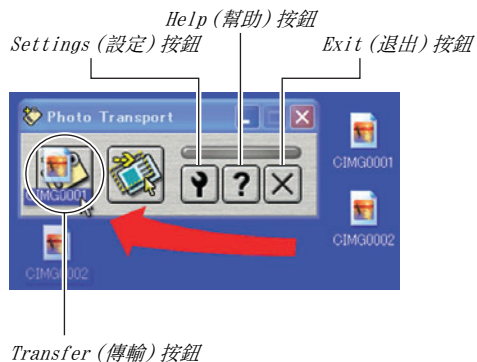 Help (幫助) 按鈕
Settings (設定) 按鈕
Exit (退出) 按鈕
Photo Transport
CIMG0001
CIMG0001
CIMG0002
CIMG0002
Transfer (傳輸) 按鈕